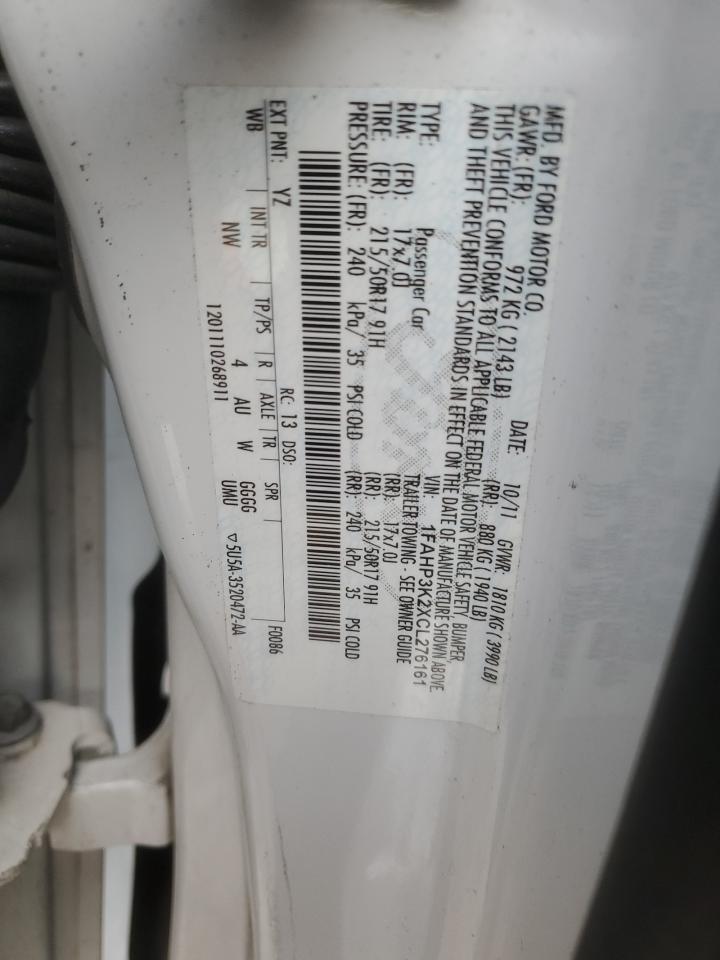 MFD. BY FORD MOTOR CO.
DATE: 10/11 GVWR: 1810 KG ( 3990 LB)
GAWR: (FR): 972 KG ( 2143 LB) (RR): 880 KG ( 1940 LB)
THIS VEHICLE CONFORMS TO ALL APPLICABLE FEDERAL MOTOR VEHICLE SAFETY, BUMPER,
AND THEFT PREVENTION STANDARDS IN EFFECT ON THE DATE OF MANUFACTURE SHOWN ABOVE
VIN: 1FAHP3K2XCL276161
TYPE: Passenger Car TRAILER TOWING - SEE OWNER GUIDE
RIM: (FR): 17x7.0J (RR): 17x7.0J
TIRE: (FR): 215/50R17 91H (RR): 215/50R17 91H
PRESSURE: (FR): 240 kPa/ 35 PSI COLD (RR): 240 kPa/ 35 PSI COLD
RC: 13 DSO: F0086
EXT PNT: YZ
WB INT TR TP/PS R AXLE TR SPR
NW 4 AU W GGGG UMU
1201110268911 ▽5U5A-3520472-AA